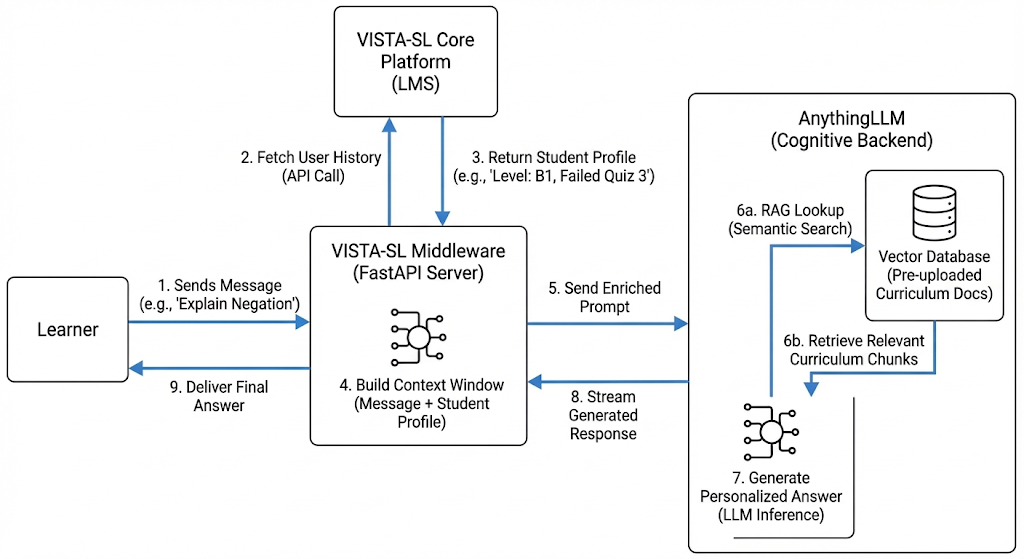 VISTA-SL Core
Platform
(LMS)
AnythingLLM
(Cognitive Backend)
2. Fetch User History
(API Call)
3. Return Student Profile
(e.g., 'Level: B1, Failed Quiz 3')
6a. RAG Lookup
(Semantic Search)
Vector Database
(Pre-uploaded
Curriculum Docs)
VISTA-SL Middleware
(FastAPI Server)
1. Sends Message
(e.g., 'Explain Negation')
5. Send Enriched
Prompt
Learner
6b. Retrieve Relevant
Curriculum Chunks
4. Build Context Window
(Message + Student
Profile)
9. Deliver Final
Answer
8. Stream
Generated
Response
7. Generate
Personalized Answer
(LLM Inference)